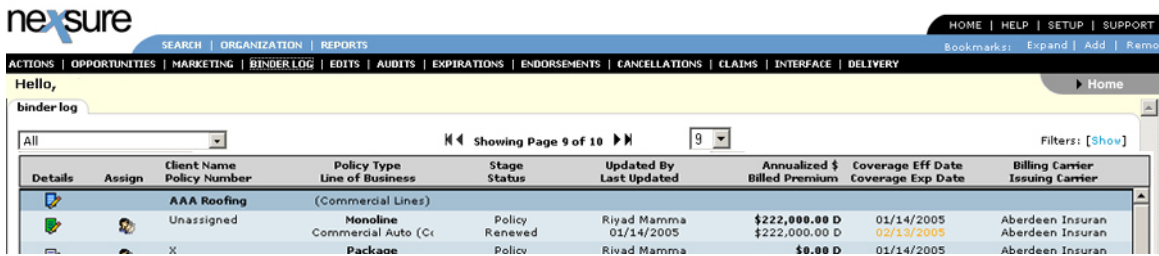 nexsure
HOME | HELP | SETUP | SUPPORT
SEARCH | ORGANIZATION | REPORTS
Bookmarks: Expand | Add | Remo
ACTIONS | OPPORTUNITIES | MARKETING | BINDER LOG | EDITS | AUDITS | EXPIRATIONS | ENDORSEMENTS | CANCELLATIONS | CLAIMS | INTERFACE | DELIVERY
Hello,
Home
binder log
All Showing Page 9 of 10 9 Filters: [Show]
Client Name Policy Type Stage Updated By Annualized $ Coverage Eff Date Billing Carrier
Details Assign Policy Number Line of Business Status Last Updated Billed Premium Coverage Exp Date Issuing Carrier
AAA Roofing (Commercial Lines)
Unassigned Monoline Policy Riyad Mamma $222,000.00 D 01/14/2005 Aberdeen Insuran
Commercial Auto (Cc Renewed 01/14/2005 $222,000.00 D 02/13/2005 Aberdeen Insuran
X Package Policy Riyad Mamma $0.00 D 01/14/2005 Aberdeen Insuran